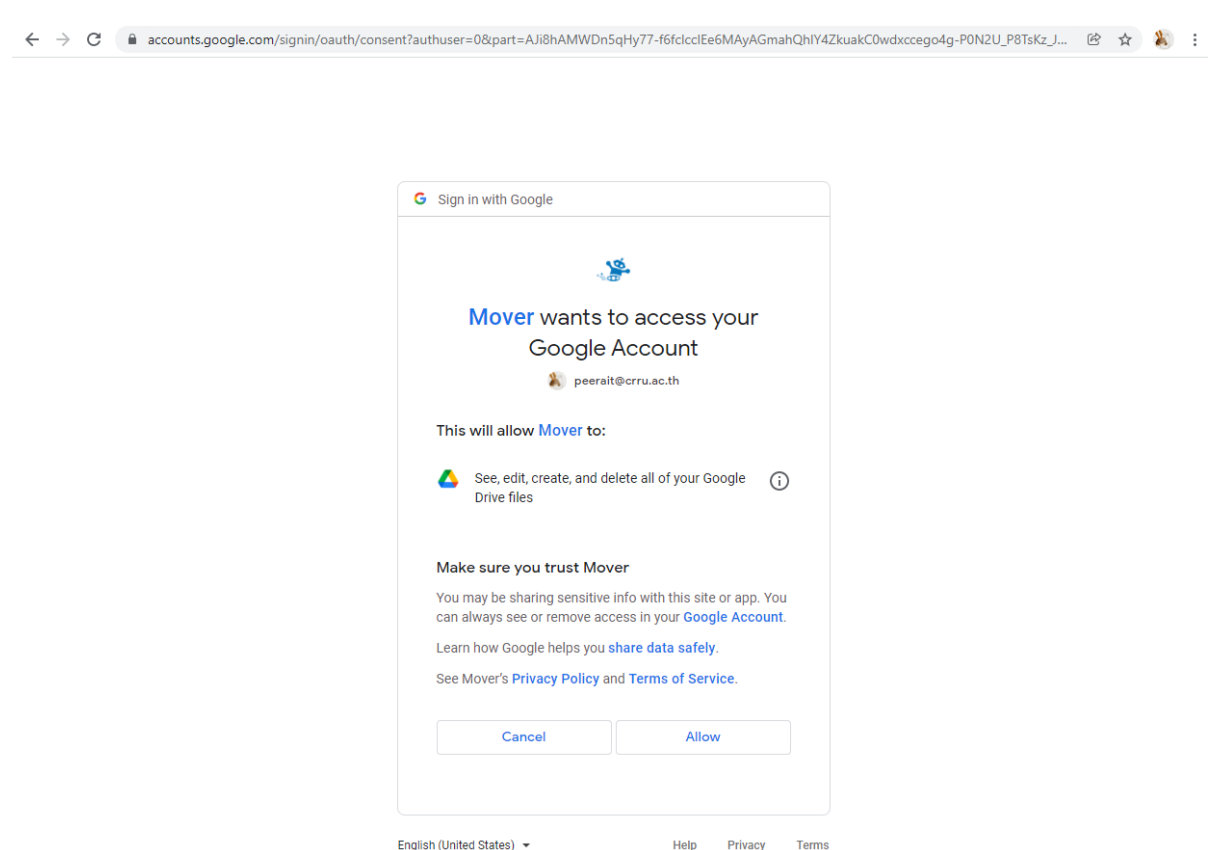 accounts.google.com/signin/oauth/consent?authuser=0&part=AJi8hAMWDn5qHy77-f6fclcclEe6MAyAGmahQhIY4ZkuakC0wdxccego4g-P0N2U_P8TsKz_J...
Sign in with Google
Mover wants to access your
Google Account
peerait@crru.ac.th
This will allow Mover to:
See, edit, create, and delete all of your Google
Drive files
Make sure you trust Mover
You may be sharing sensitive info with this site or app. You
can always see or remove access in your Google Account.
Learn how Google helps you share data safely.
See Mover's Privacy Policy and Terms of Service.
Cancel Allow
English (United States) Help Privacy Terms